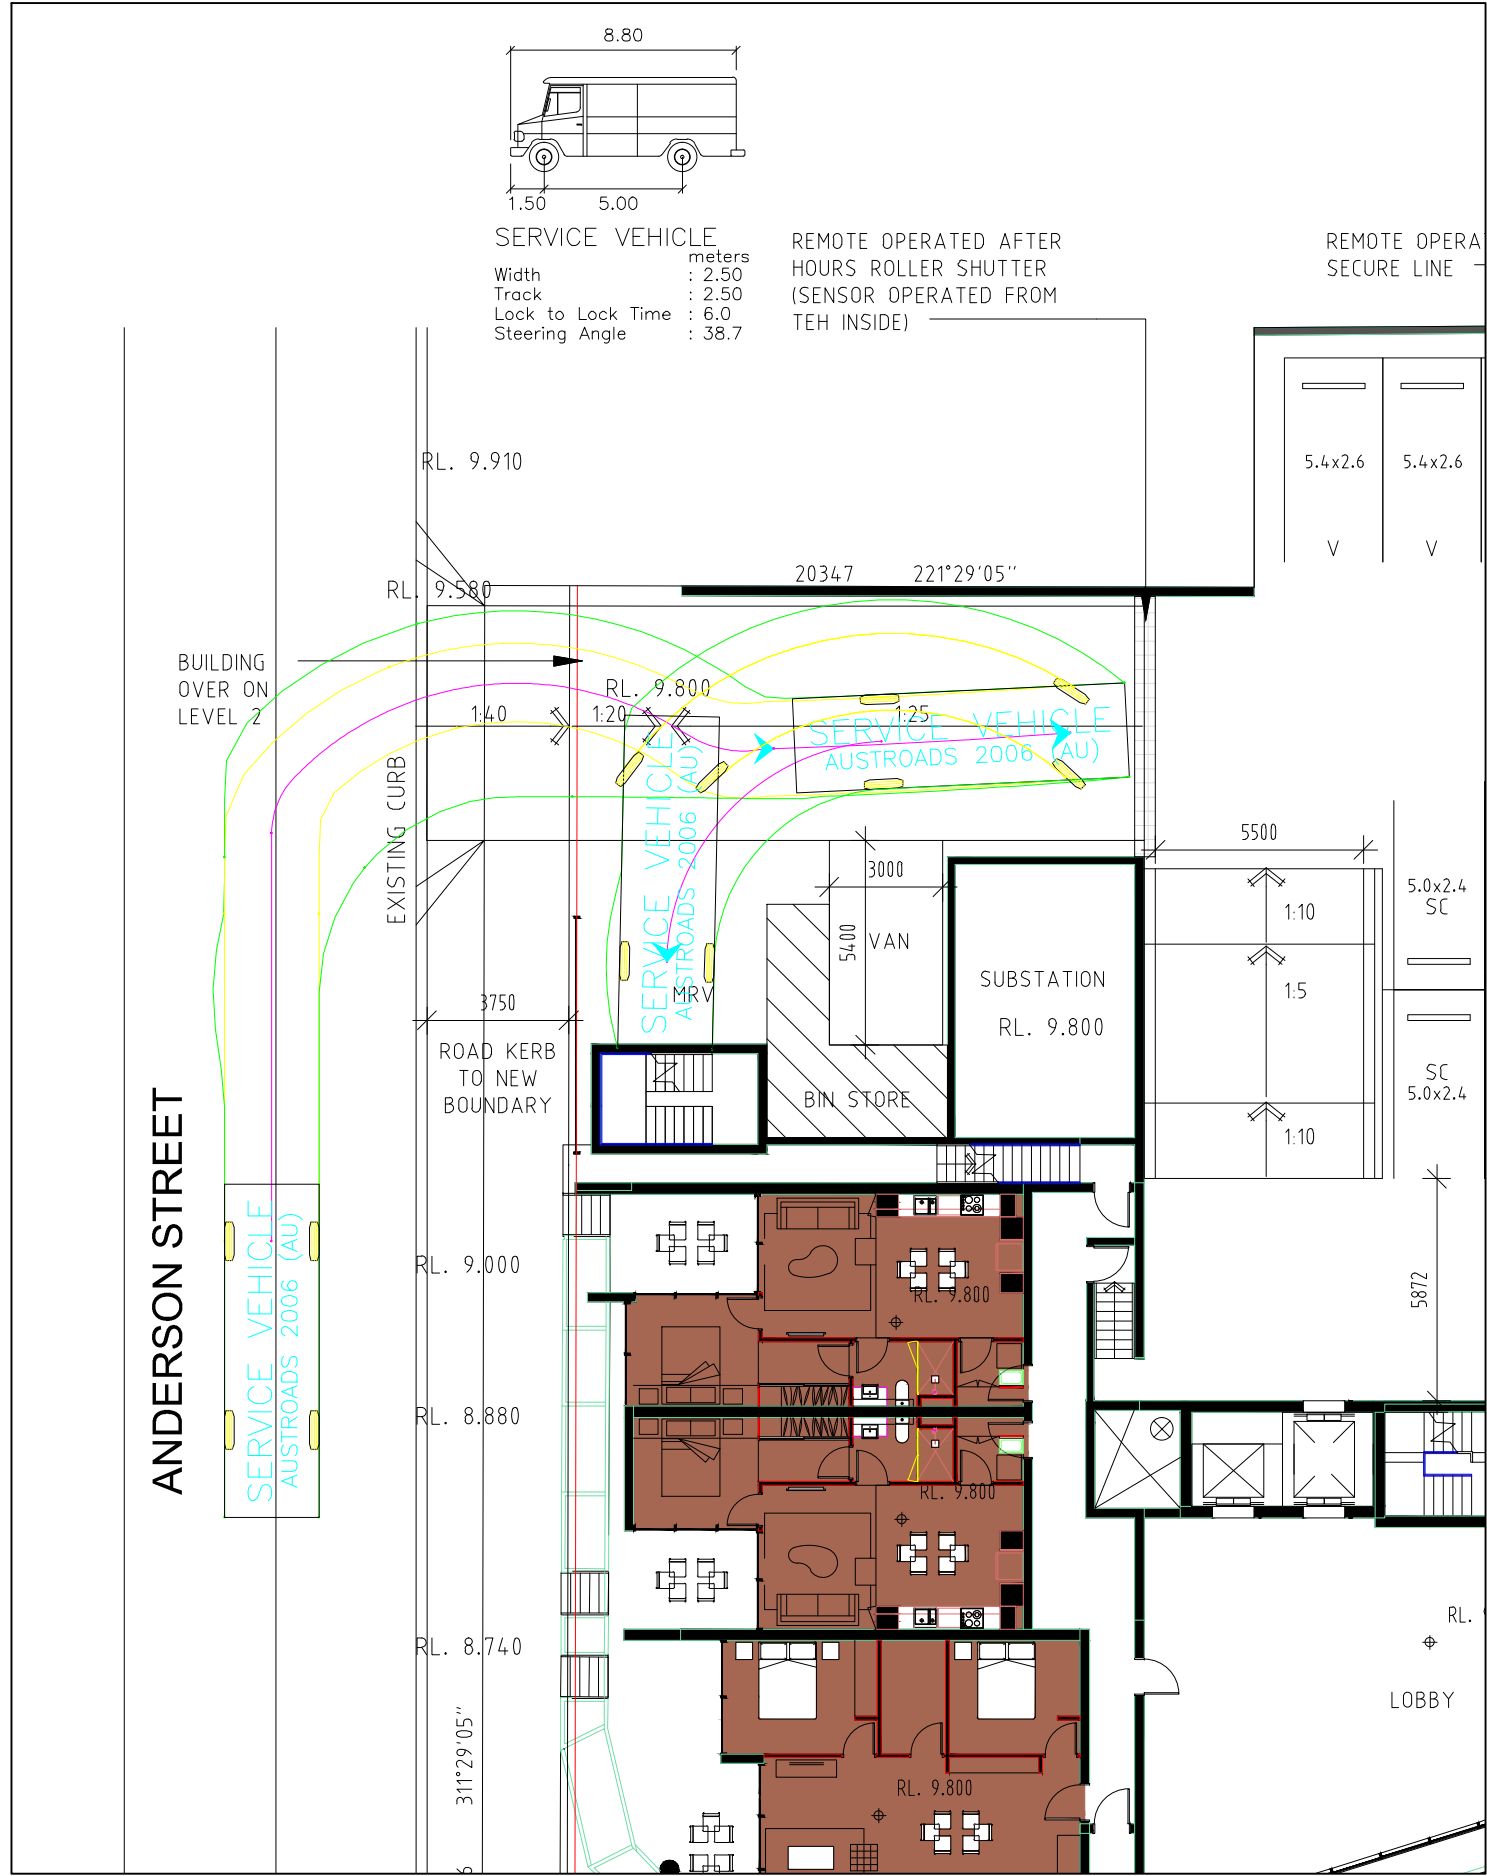 8.80
1.50
5.00
SERVICE VEHICLE
meters
Width : 2.50
Track : 2.50
Lock to Lock Time : 6.0
Steering Angle : 38.7
REMOTE OPERATED AFTER
HOURS ROLLER SHUTTER
(SENSOR OPERATED FROM
TEH INSIDE)
SECURE LINE
REMOTE
5.4x2.6
5.4x2.6
V
V
RL. 9.910
20347
221°29'05''
RL. 9.580
BUILDING
OVER ON
LEVEL 2
RL. 9.800
1:40
1:20
1:25
SERVICE VEHICLE
AUSTROADS 2006 (AU)
SERVICE VEHICLE
AUSTROADS 2006 (AU)
MRV
EXISTING CURB
5500
3000
5400
VAN
1:10
1:5
1:10
5.0x2.4
SC
SC
5.0x2.4
SUBSTATION
RL. 9.800
3750
ROAD KERB
TO NEW
BOUNDARY
BIN STORE
ANDERSON STREET
SERVICE VEHICLE
AUSTROADS 2006 (AU)
RL. 9.000
RL. 9.800
5872
RL. 8.880
RL. 9.800
RL. 8.740
RL.
LOBBY
311°29'05''
RL. 9.800